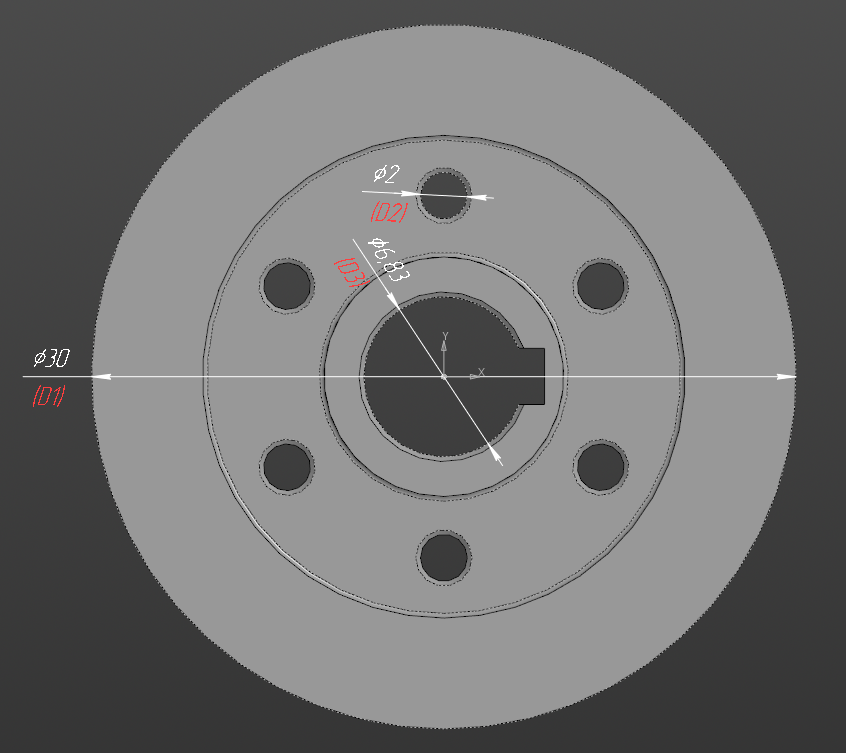 ⌀2
(D2)
⌀6,83
(D3)
Y
X
⌀30
(D1)